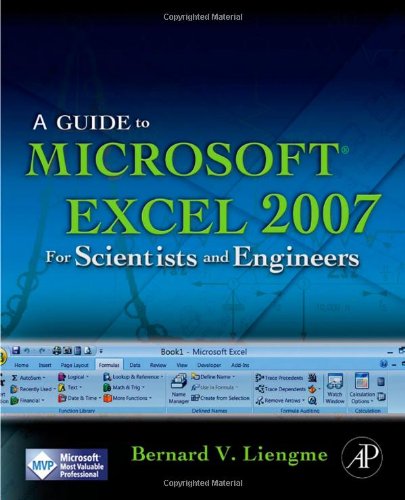 Copyrighted Material
A GUIDE to
MICROSOFT®
EXCEL 2007
For Scientists and Engineers
Book1 - Microsoft Excel
Home Insert Page Layout Formulas Data Review View Developer Add-Ins
Σ AutoSum Logical Lookup & Reference Define Name Trace Precedents
Recently Used Text Math & Trig Use in Formula Trace Dependents
Financial Date & Time More Functions Name Manager Create from Selection Remove Arrows Watch Window Calculation Options
Function Library Defined Names Formula Auditing Calculation
MVP
Microsoft®
Most Valuable
Professional
Bernard V. Liengme
AP
Copyrighted Material